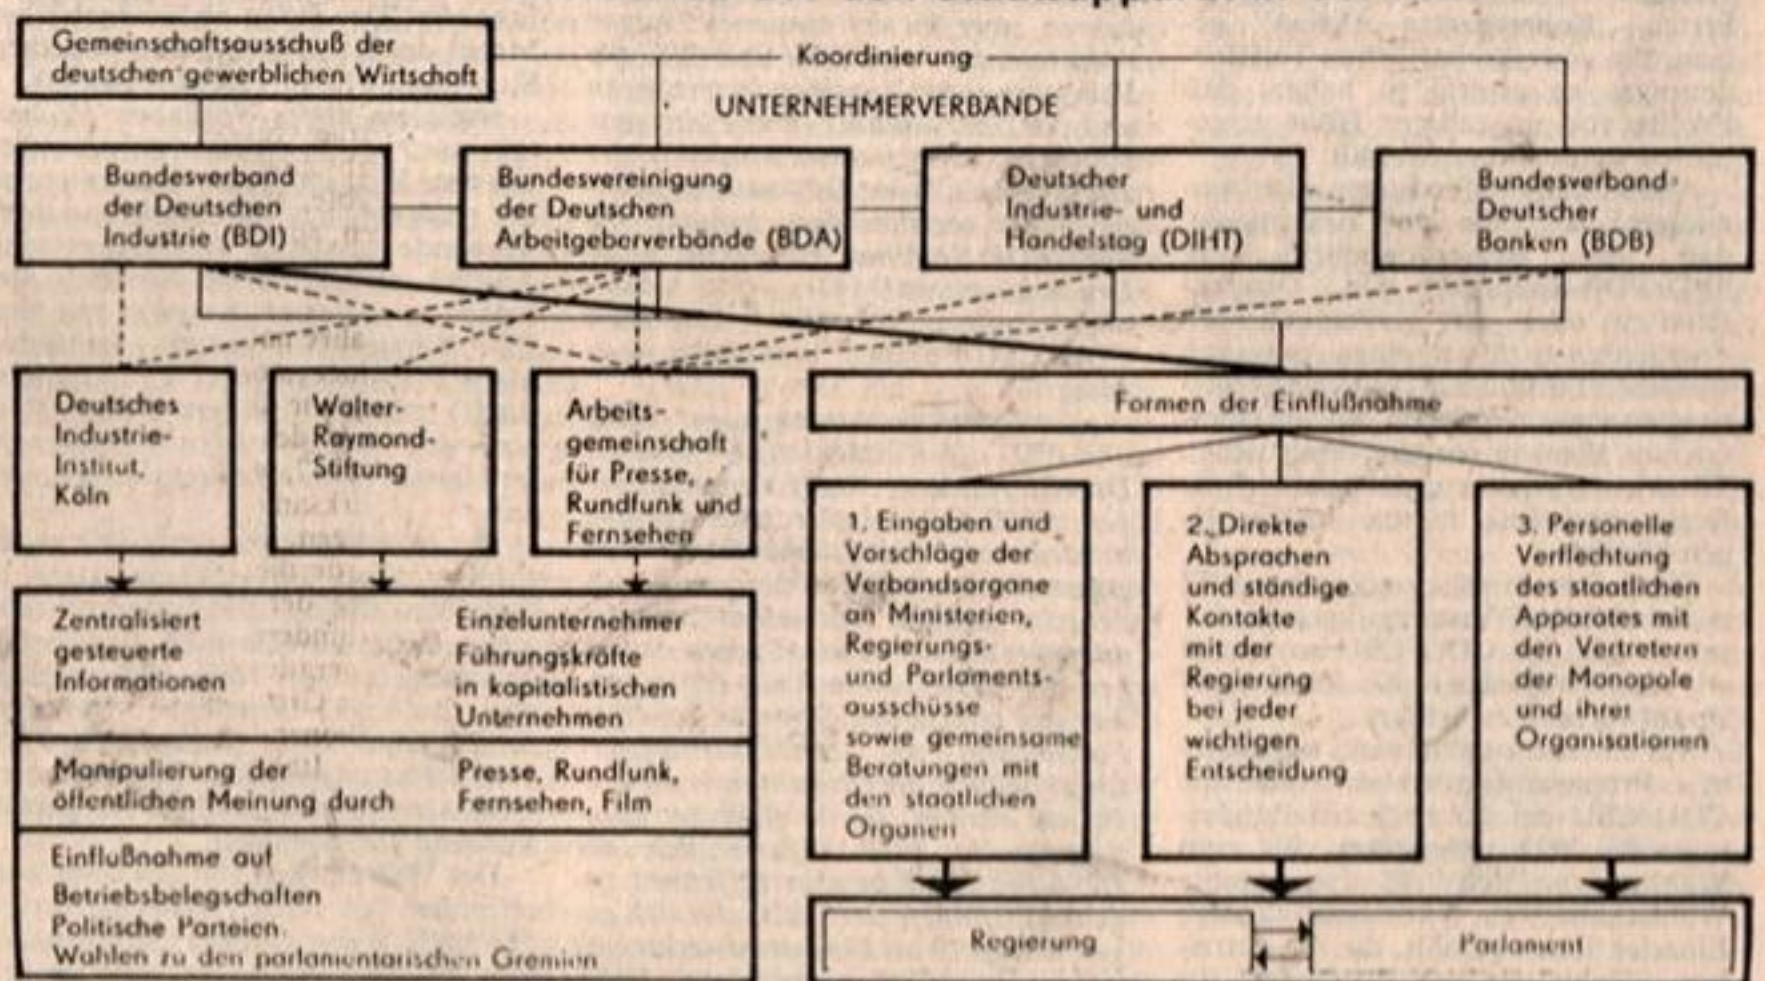 Gemeinschaftsausschuß der
deutschen gewerblichen Wirtschaft
Koordinierung
UNTERNEHMERVERBÄNDE
Bundesverband
der Deutschen
Industrie (BDI)
Bundesvereinigung
der Deutschen
Arbeitgeberverbände (BDA)
Deutscher
Industrie- und
Handelstag (DIHT)
Bundesverband
Deutscher
Banken (BDB)
Deutsches
Industrie-
Institut,
Köln
Walter-
Raymond-
Stiftung
Arbeits-
gemeinschaft
für Presse,
Rundfunk und
Fernsehen
Formen der Einflußnahme
1. Eingaben und
Vorschläge der
Verbandsorgane
an Ministerien,
Regierungs-
und Parlaments-
ausschüsse
sowie gemeinsame
Beratungen mit
den staatlichen
Organen
2. Direkte
Absprachen
und ständige
Kontakte
mit der
Regierung
bei jeder
wichtigen
Entscheidung
3. Personelle
Verflechtung
des staatlichen
Apparates mit
den Vertretern
der Monopole
und ihrer
Organisationen
Zentralisiert
gesteuerte
Informationen
Einzelunternehmer
Führungskräfte
in kapitalistischen
Unternehmen
Manipulierung der
öffentlichen Meinung durch
Presse, Rundfunk,
Fernsehen, Film
Einflußnahme auf
Betriebsbelegschaften
Politische Parteien
Wahlen zu den parlamentarischen Gremien
Regierung
Parlament